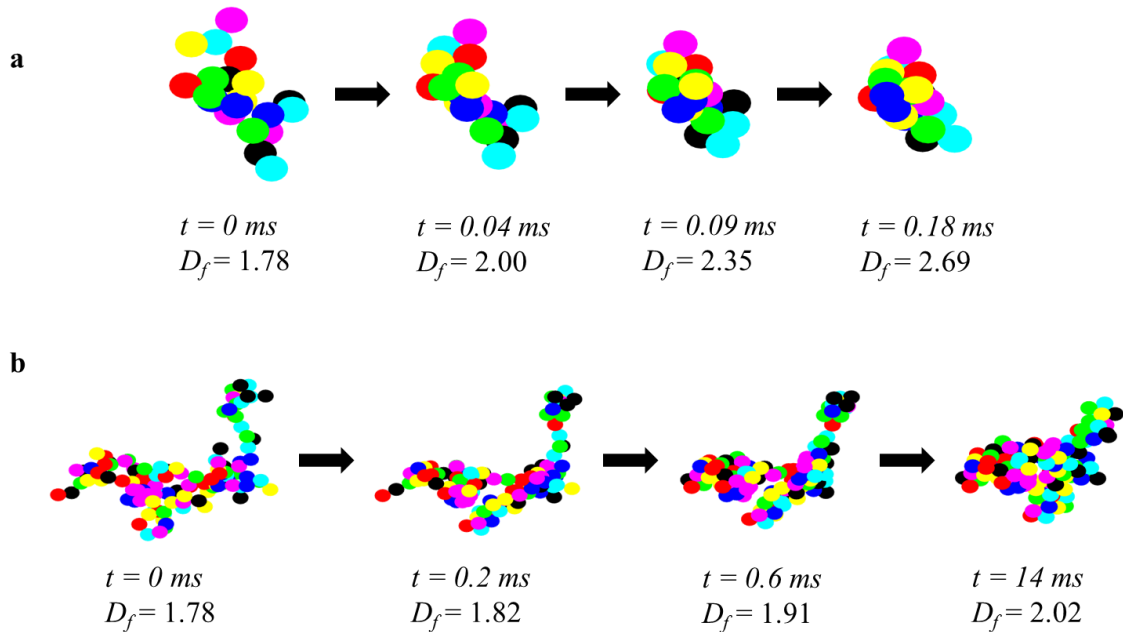 a
t = 0 ms
D_f = 1.78
t = 0.04 ms
D_f = 2.00
t = 0.09 ms
D_f = 2.35
t = 0.18 ms
D_f = 2.69
b
t = 0 ms
D_f = 1.78
t = 0.2 ms
D_f = 1.82
t = 0.6 ms
D_f = 1.91
t = 14 ms
D_f = 2.02